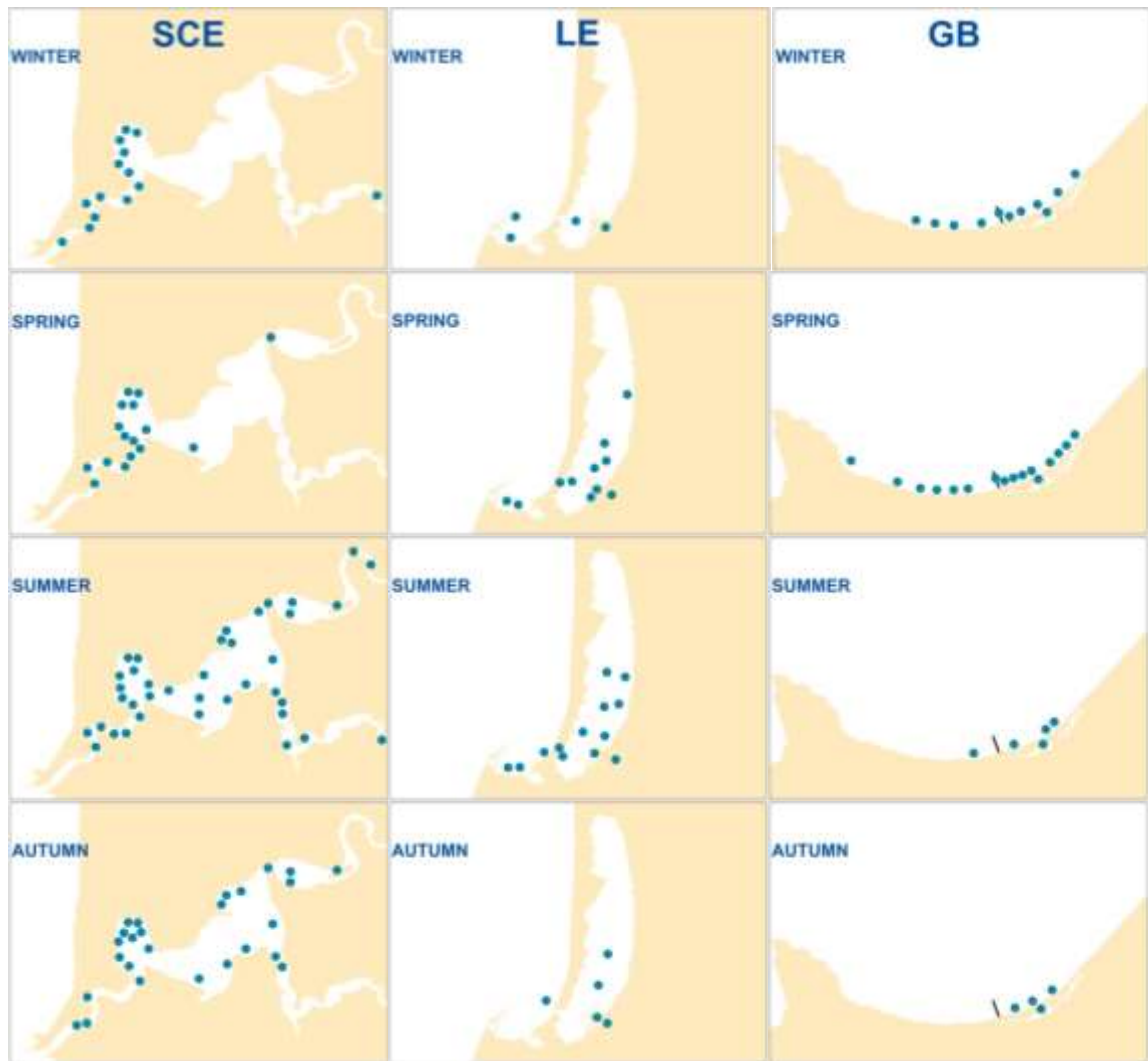 SCE LE GB
WINTER WINTER WINTER
SPRING SPRING SPRING
SUMMER SUMMER SUMMER
AUTUMN AUTUMN AUTUMN